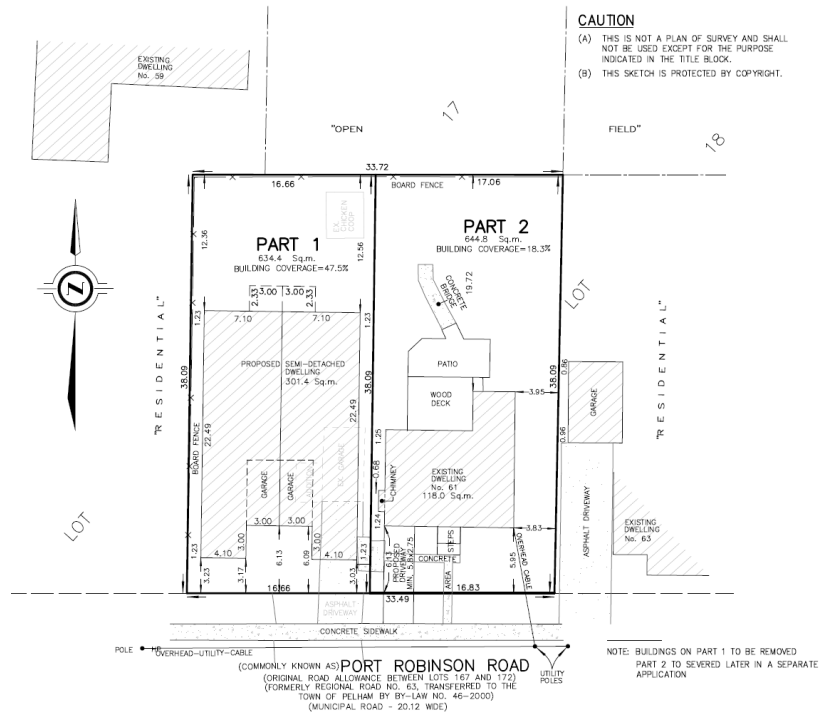 CAUTION
(A) THIS IS NOT A PLAN OF SURVEY AND SHALL
NOT BE USED EXCEPT FOR THE PURPOSE
INDICATED IN THE TITLE BLOCK.
(B) THIS SKETCH IS PROTECTED BY COPYRIGHT.
EXISTING
DWELLING
No. 59
"OPEN
17
FIELD"
18
33.72
16.66
BOARD FENCE
17.06
EX.
CHICKEN
COOP
12.36
12.56
PART 1
634.4 Sq.m.
BUILDING COVERAGE=47.5%
PART 2
644.8 Sq.m.
BUILDING COVERAGE=18.3%
2.33
3.00
3.00
2.33
CONCRETE
BRIDGE
19.72
LOT
1.23
7.10
7.10
1.23
"RESIDENTIAL"
"RESIDENTIAL"
PROPOSED SEMI-DETACHED
DWELLING
301.4 Sq.m.
PATIO
0.86
38.09
38.09
38.09
WOOD
DECK
3.95
GARAGE
22.49
22.49
BOARD FENCE
1.25
0.96
0.68
CHIMNEY
GARAGE
GARAGE
EX. GARAGE
EXISTING
DWELLING
No. 61
118.0 Sq.m.
LOT
3.00
3.00
1.24
3.83
ASPHALT DRIVEWAY
EXISTING
DWELLING
No. 63
3.00
3.00
1.23
4.10
6.13
6.09
4.10
1.23
6.13
PROPOSED
DRIVEWAY
MIN. 5.8x2.75
STEPS
CONCRETE
AREA
5.95
OVERHEAD CABLE
3.23
3.17
3.03
16.66
16.83
33.49
ASPHALT
DRIVEWAY
CONCRETE SIDEWALK
POLE
OVERHEAD-UTILITY-CABLE
UTILITY
POLES
(COMMONLY KNOWN AS) PORT ROBINSON ROAD
(ORIGINAL ROAD ALLOWANCE BETWEEN LOTS 167 AND 172)
(FORMERLY REGIONAL ROAD NO. 63, TRANSFERRED TO THE
TOWN OF PELHAM BY BY-LAW NO. 46-2000)
(MUNICIPAL ROAD - 20.12 WIDE)
NOTE: BUILDINGS ON PART 1 TO BE REMOVED
PART 2 TO SEVERED LATER IN A SEPARATE
APPLICATION